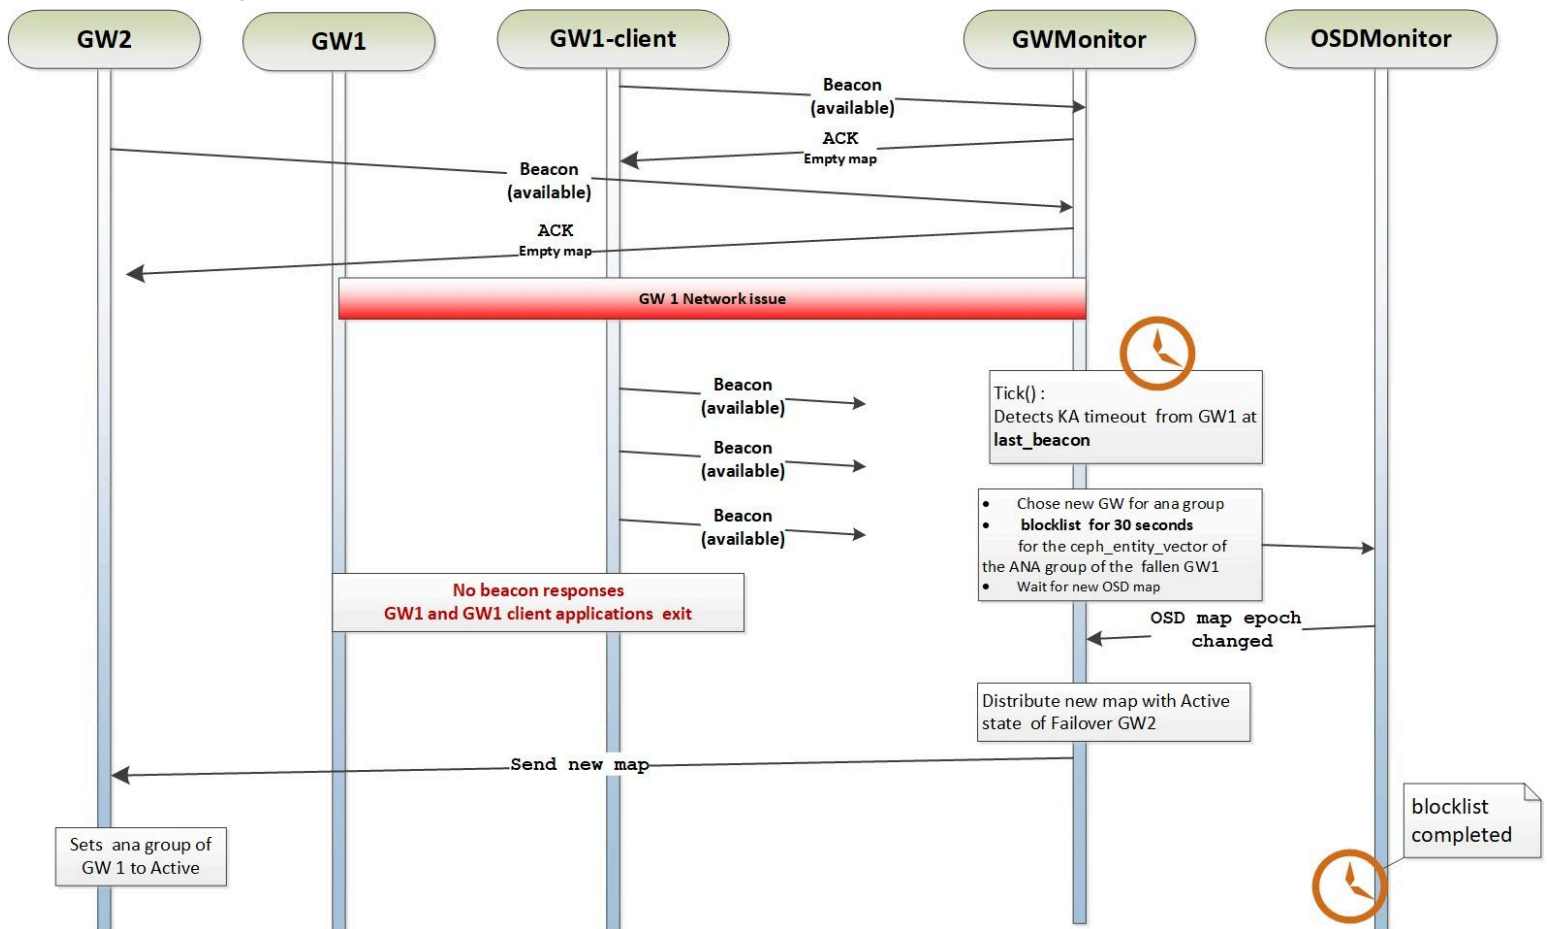 GW2
GW1
GW1-client
GWMonitor
OSDMonitor
Beacon
(available)
ACK
Empty map
Beacon
(available)
ACK
Empty map
GW 1 Network issue
Tick() :
Detects KA timeout from GW1 at
last_beacon
Beacon
(available)
Beacon
(available)
Beacon
(available)
• Chose new GW for ana group
• blocklist for 30 seconds
for the ceph_entity_vector of
the ANA group of the fallen GW1
• Wait for new OSD map
No beacon responses
GW1 and GW1 client applications exit
OSD map epoch
changed
Distribute new map with Active
state of Failover GW2
Send new map
blocklist
completed
Sets ana group of
GW 1 to Active